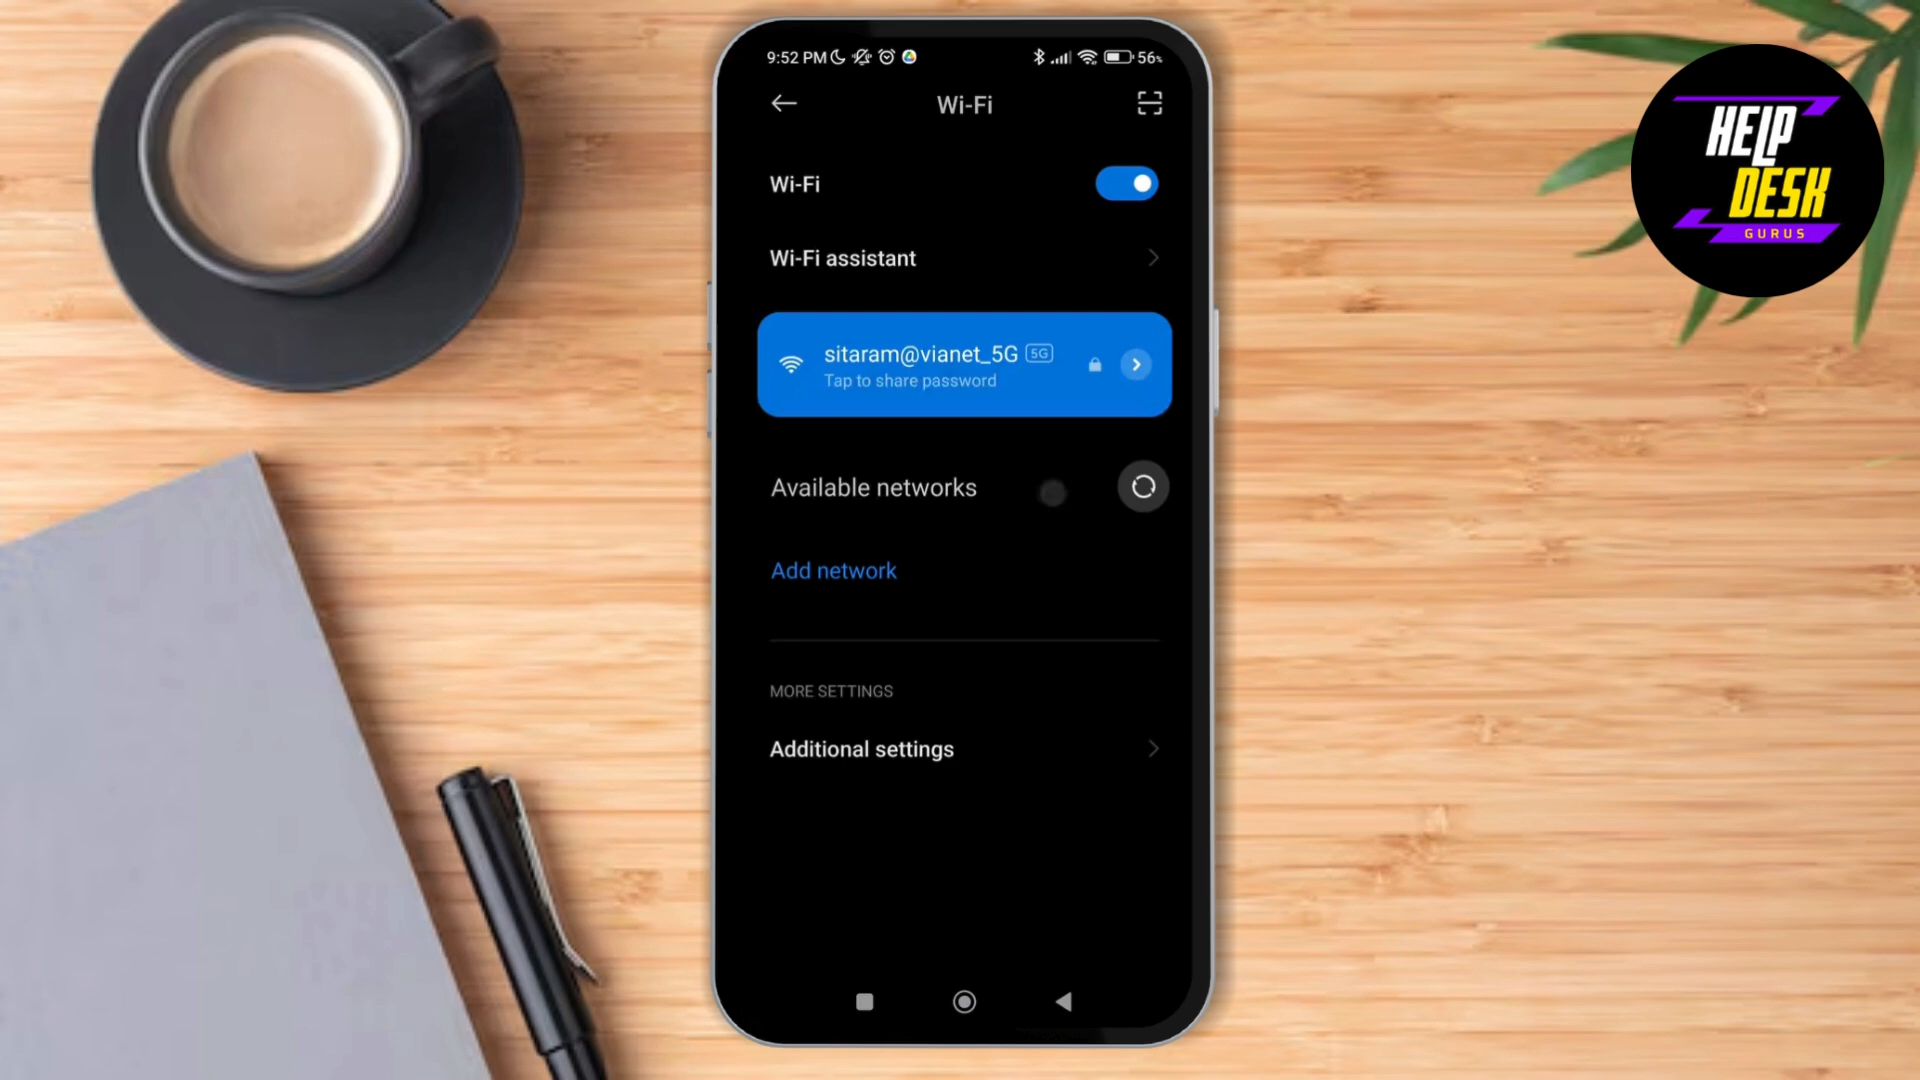 9:52 PM 56%
Wi-Fi
Wi-Fi
Wi-Fi assistant
sitaram@vianet_5G 5G
Tap to share password
Available networks
Add network
MORE SETTINGS
Additional settings
HELP
DESK
GURUS